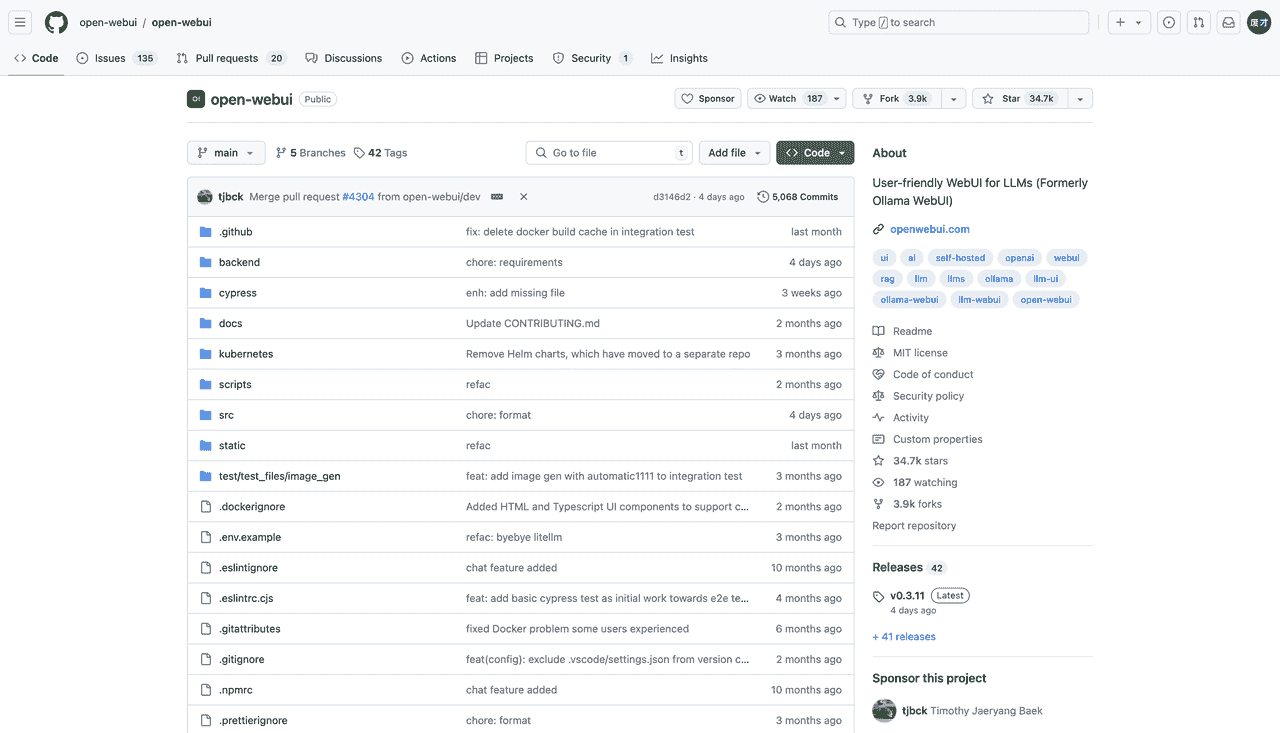 open-webui / open-webui
Type / to search
废才
Code
Issues 135
Pull requests 20
Discussions
Actions
Projects
Security 1
Insights
OI open-webui Public
Sponsor
Watch 187
Fork 3.9k
Star 34.7k
main
5 Branches
42 Tags
Go to file t
Add file
Code
tjbck Merge pull request #4304 from open-webui/dev
d3146d2 · 4 days ago
5,068 Commits
.github fix: delete docker build cache in integration test last month
backend chore: requirements 4 days ago
cypress enh: add missing file 3 weeks ago
docs Update CONTRIBUTING.md 2 months ago
kubernetes Remove Helm charts, which have moved to a separate repo 3 months ago
scripts refac 2 months ago
src chore: format 4 days ago
static refac last month
test/test_files/image_gen feat: add image gen with automatic1111 to integration test 3 months ago
.dockerignore Added HTML and Typescript UI components to support c... 2 months ago
.env.example refac: byebye litellm 3 months ago
.eslintignore chat feature added 10 months ago
.eslintrc.cjs feat: add basic cypress test as initial work towards e2e te... 4 months ago
.gitattributes fixed Docker problem some users experienced 6 months ago
.gitignore feat(config): exclude .vscode/settings.json from version c... 2 months ago
.npmrc chat feature added 10 months ago
.prettierignore chore: format 3 months ago
About
User-friendly WebUI for LLMs (Formerly
Ollama WebUI)
openwebui.com
ui ai self-hosted openai webui
rag llm llms ollama llm-ui
ollama-webui llm-webui open-webui
Readme
MIT license
Code of conduct
Security policy
Activity
Custom properties
34.7k stars
187 watching
3.9k forks
Report repository
Releases 42
v0.3.11 Latest
4 days ago
+ 41 releases
Sponsor this project
tjbck Timothy Jaeryang Baek